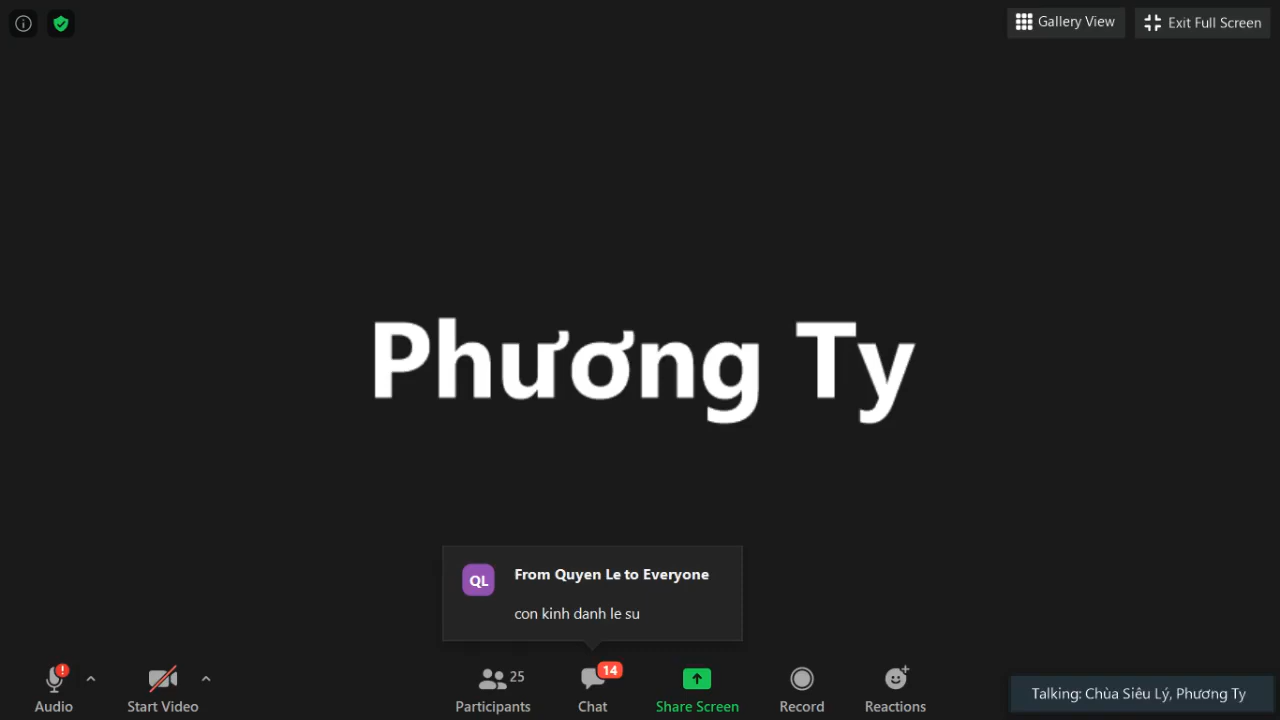 Gallery View
Exit Full Screen
Phương Ty
QL
From Quyen Le to Everyone
con kinh danh le su
Audio
Start Video
25
Participants
14
Chat
Share Screen
Record
Reactions
Talking: Chùa Siêu Lý, Phương Ty